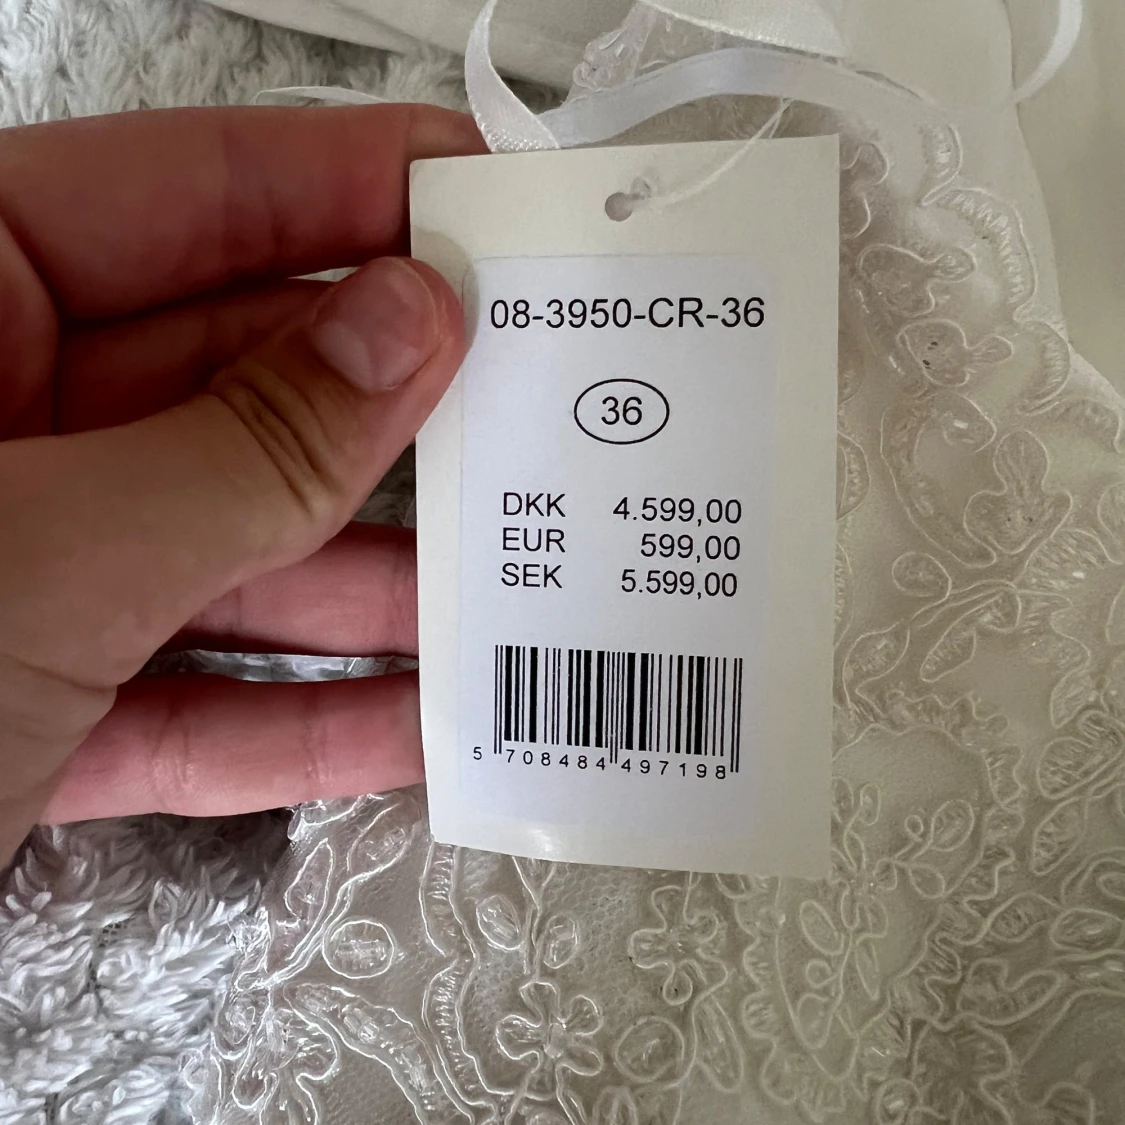 08-3950-CR-36
36
DKK 4.599,00
EUR 599,00
SEK 5.599,00
5 708484 497198